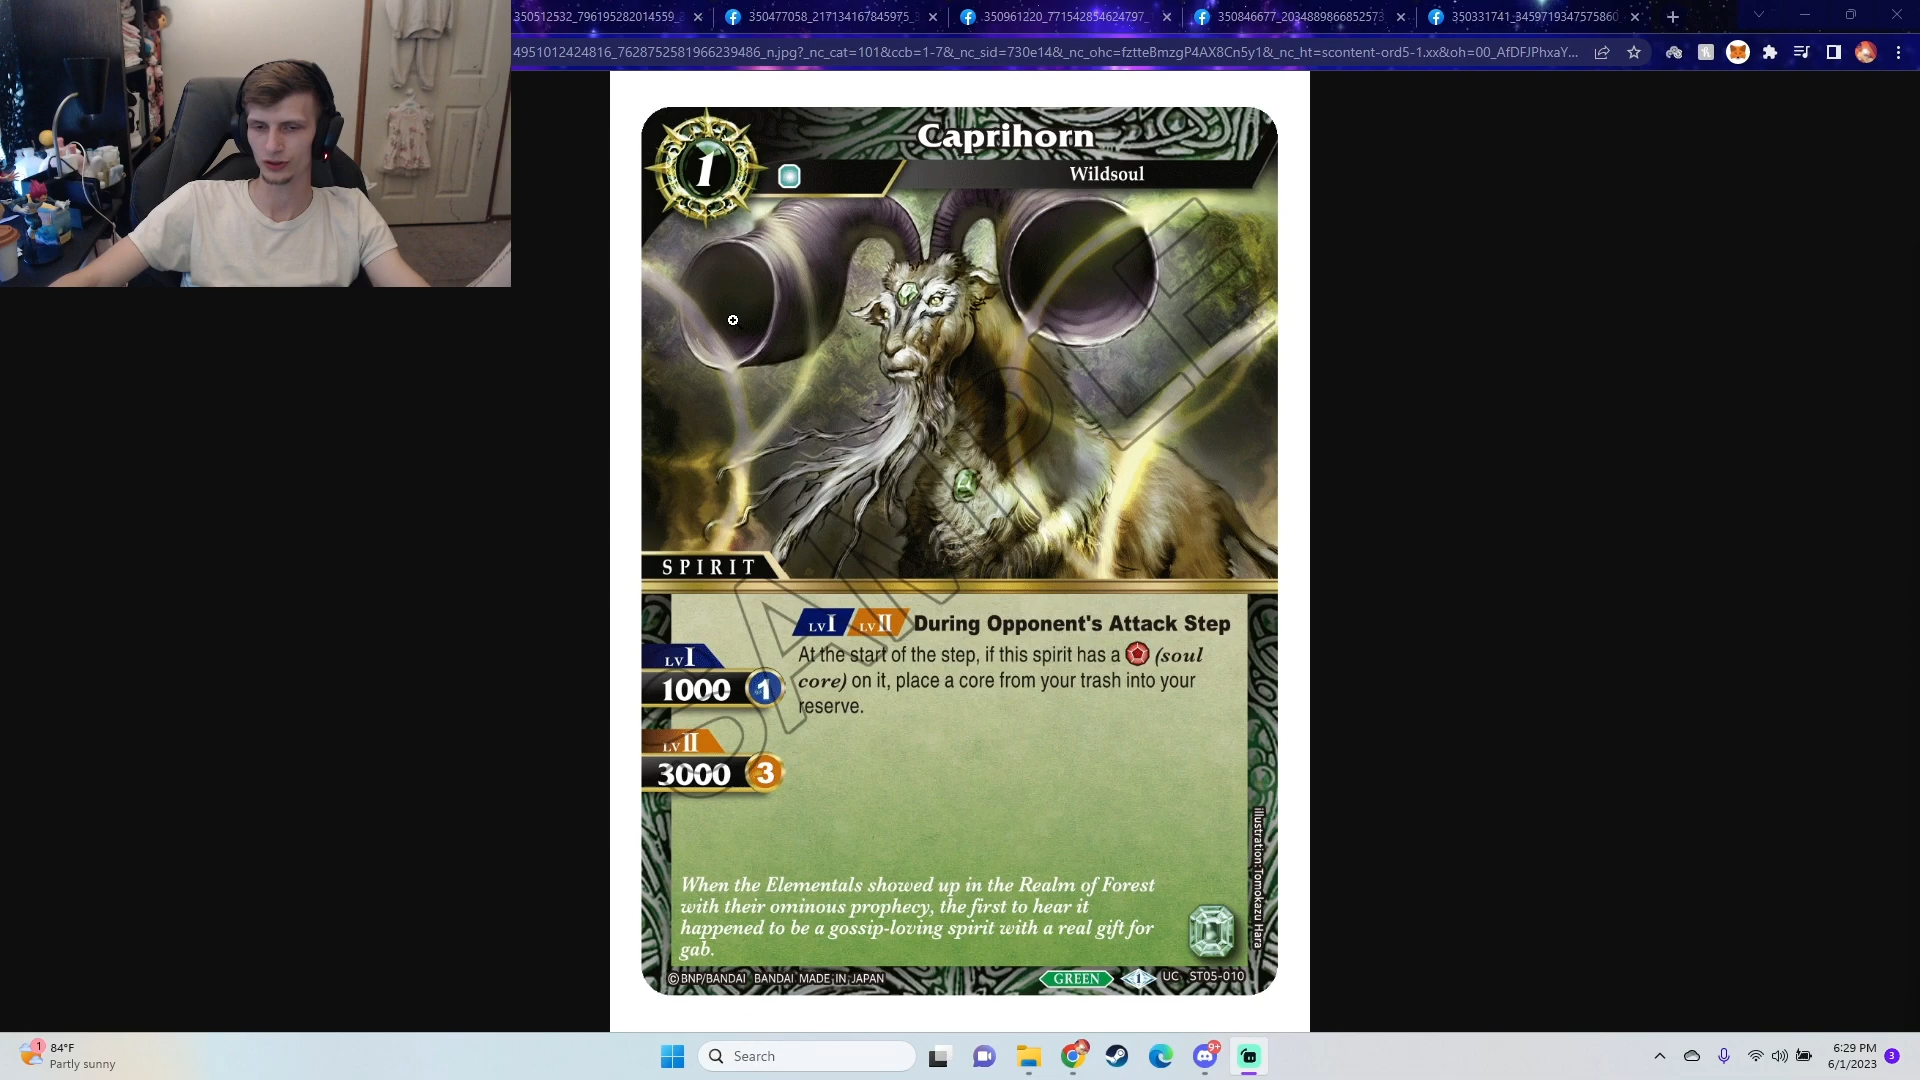 350512532_796195282014559_
350477058_217134167845975_
350961220_771542854624797_
350846677_2034889866852573
350331741_3459719347575860
4951012424816_7628752581966239486_n.jpg?_nc_cat=101&ccb=1-7&_nc_sid=730e14&_nc_ohc=fztteBmzgP4AX8Cn5y1&_nc_ht=scontent-ord5-1.xx&oh=00_AfDFJPhxaY...
Caprihorn
1
Wildsoul
SAMPLE
SPIRIT
LV I LV II During Opponent's Attack Step
At the start of the step, if this spirit has a (soul
core) on it, place a core from your trash into your
reserve.
LV I
1000 1
LV II
3000 3
When the Elementals showed up in the Realm of Forest
with their ominous prophecy, the first to hear it
happened to be a gossip-loving spirit with a real gift for
gab.
illustration:Tomokazu Hara
©BNP/BANDAI BANDAI MADE IN JAPAN
GREEN 1 UC ST05-010
1
84°F
Partly sunny
Search
9+
6:29 PM
6/1/2023
3